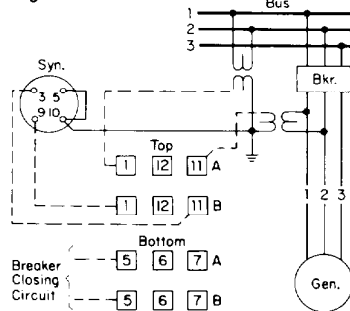 Bus
1
2
3
Syn.
3 5
9 10
Bkr.
Top
1 12 11 A
1 12 11 B
1 2 3
Bottom
5 6 7 A
Breaker
Closing
Circuit
5 6 7 B
Gen.